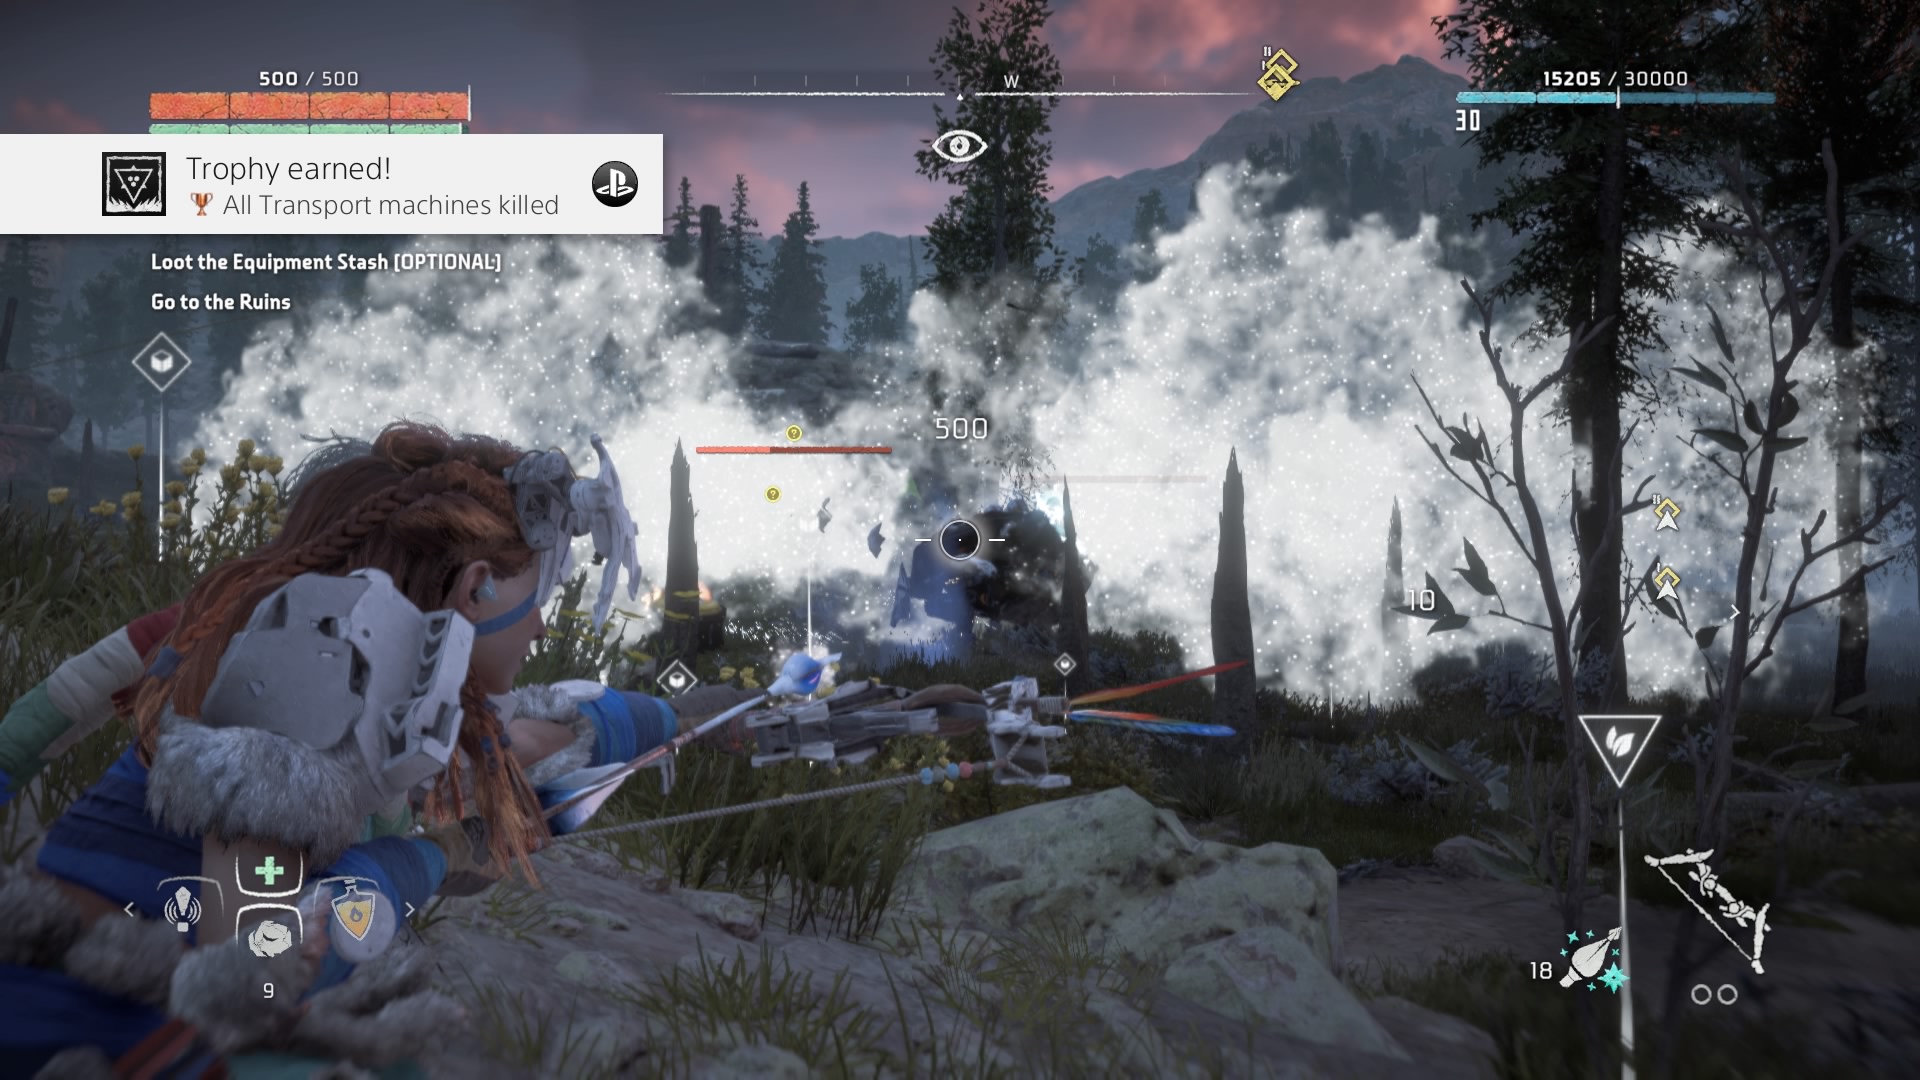 500 / 500
W
15205 / 30000
30
Trophy earned!
All Transport machines killed
Loot the Equipment Stash [OPTIONAL]
Go to the Ruins
500
10
9
18